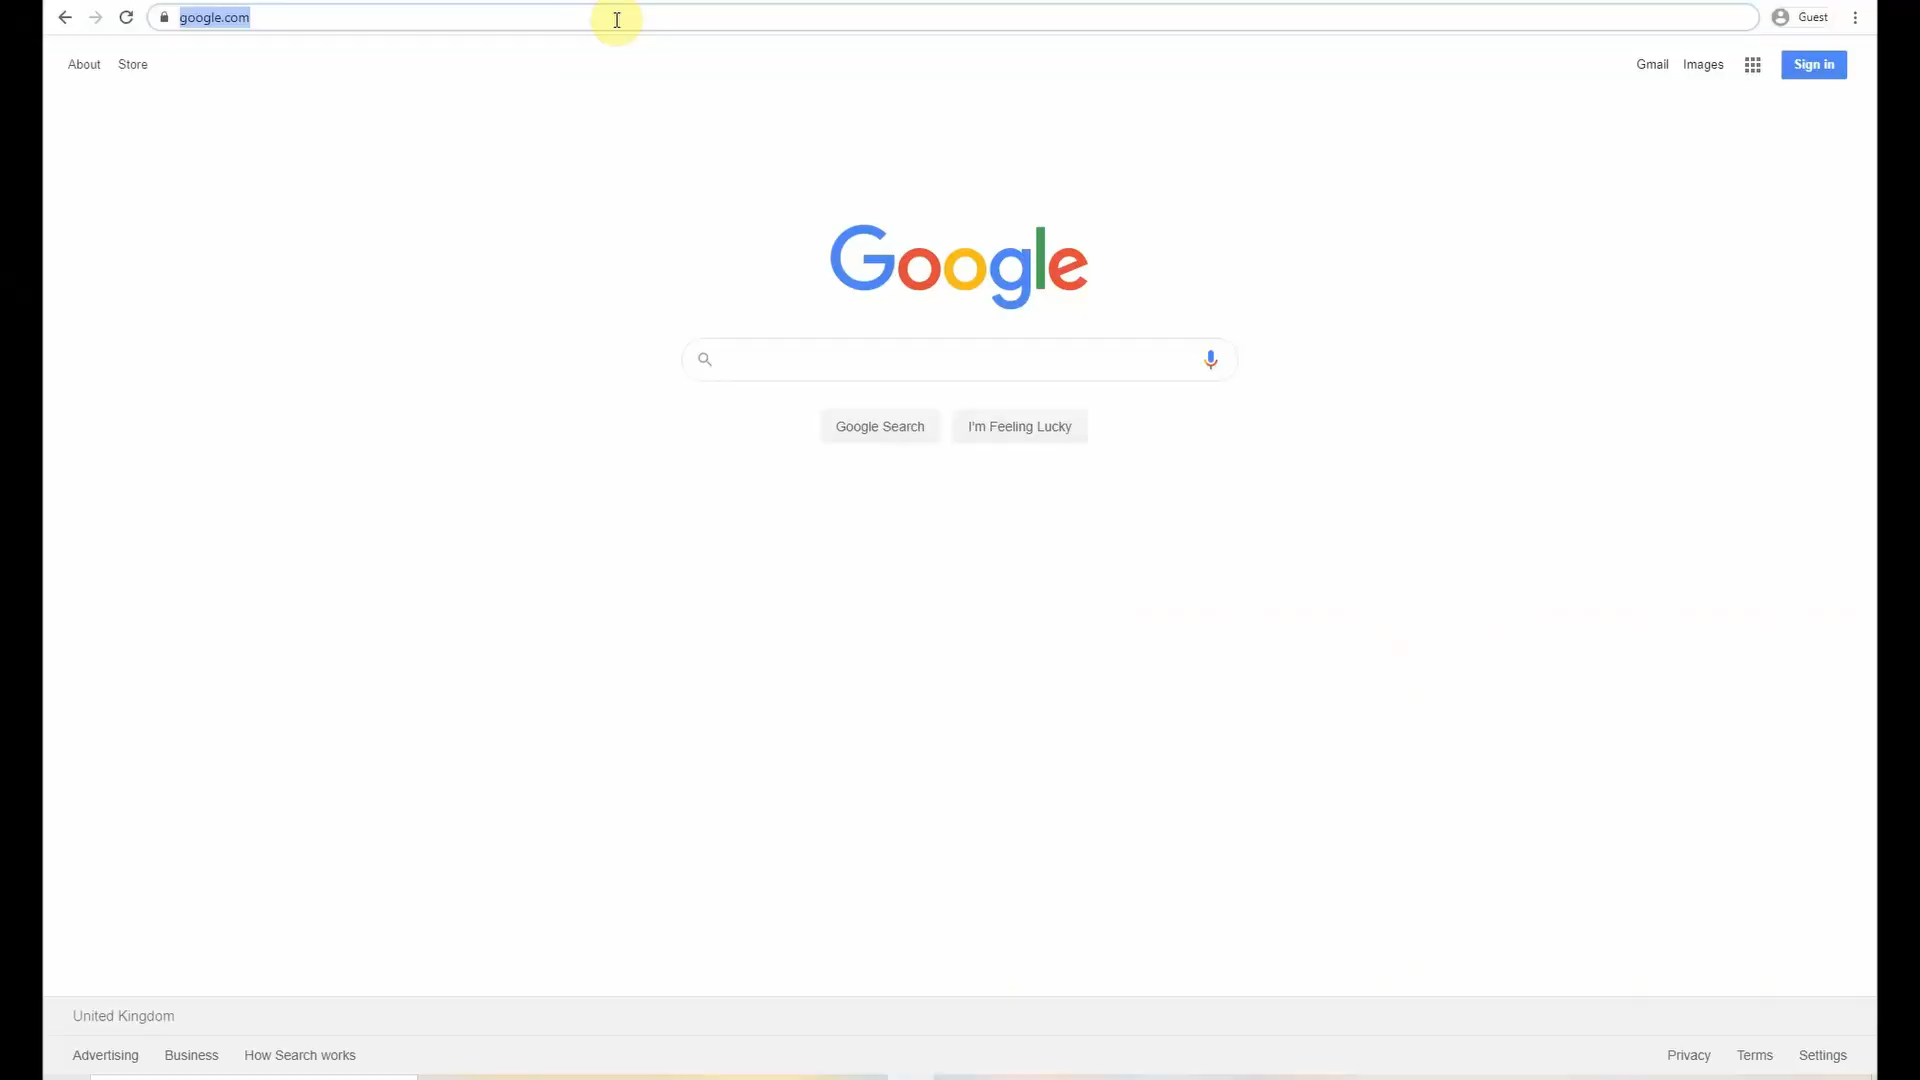 google.com
Guest
About Store
Gmail Images Sign in
Google
Google Search I'm Feeling Lucky
United Kingdom
Advertising Business How Search works
Privacy Terms Settings